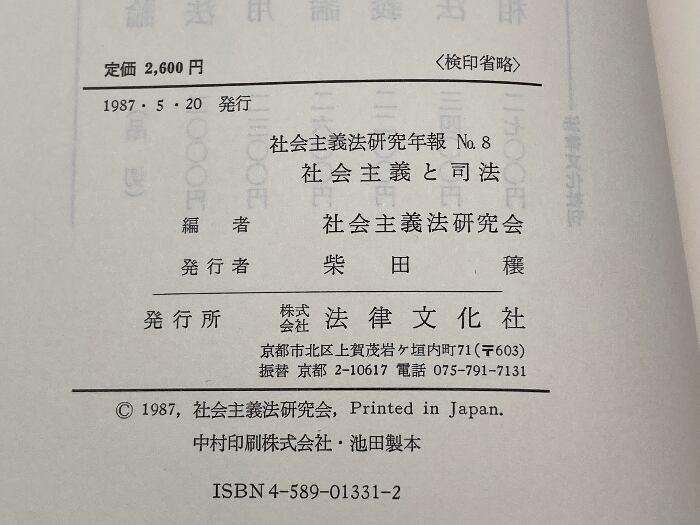 定価 2,600円 〈検印省略〉
1987・5・20 発行
社会主義法研究年報 No.8
社会主義と司法
編者 社会主義法研究会
発行者 柴田 穣
発行所 株式会社 法律文化社
京都市北区上賀茂岩ケ垣内町71(〒603)
振替 京都 2-10617 電話 075-791-7131
© 1987, 社会主義法研究会, Printed in Japan.
中村印刷株式会社・池田製本
ISBN4-589-01331-2